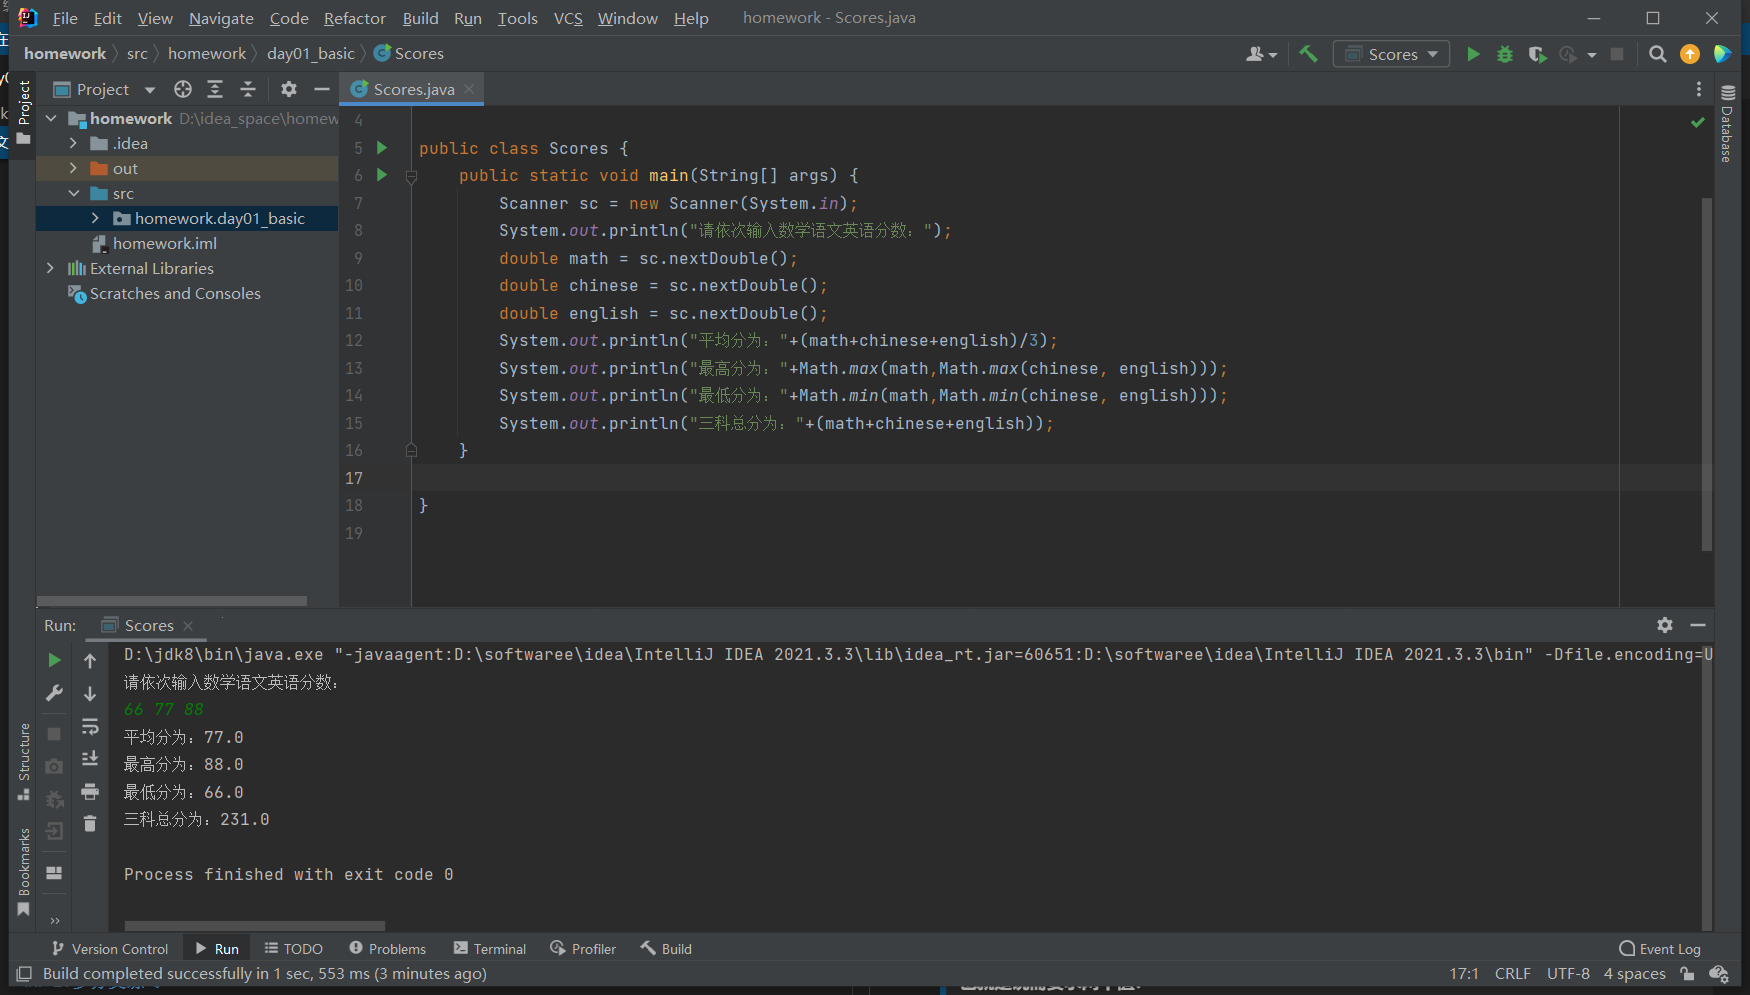 File Edit View Navigate Code Refactor Build Run Tools VCS Window Help homework - Scores.java
homework src homework day01_basic Scores
Scores
Project
Scores.java
Project
Database
homework D:\idea_space\homew
.idea
out
src
homework.day01_basic
homework.iml
External Libraries
Scratches and Consoles
4
5 public class Scores {
6 public static void main(String[] args) {
7 Scanner sc = new Scanner(System.in);
8 System.out.println("请依次输入数学语文英语分数：");
9 double math = sc.nextDouble();
10 double chinese = sc.nextDouble();
11 double english = sc.nextDouble();
12 System.out.println("平均分为："+(math+chinese+english)/3);
13 System.out.println("最高分为："+Math.max(math,Math.max(chinese, english)));
14 System.out.println("最低分为："+Math.min(math,Math.min(chinese, english)));
15 System.out.println("三科总分为："+(math+chinese+english));
16 }
17
18 }
19
Run: Scores
D:\jdk8\bin\java.exe "-javaagent:D:\softwaree\idea\IntelliJ IDEA 2021.3.3\lib\idea_rt.jar=60651:D:\softwaree\idea\IntelliJ IDEA 2021.3.3\bin" -Dfile.encoding=U
请依次输入数学语文英语分数：
66 77 88
平均分为：77.0
最高分为：88.0
最低分为：66.0
三科总分为：231.0
Process finished with exit code 0
Structure
Bookmarks
Version Control Run TODO Problems Terminal Profiler Build Event Log
Build completed successfully in 1 sec, 553 ms (3 minutes ago) 17:1 CRLF UTF-8 4 spaces